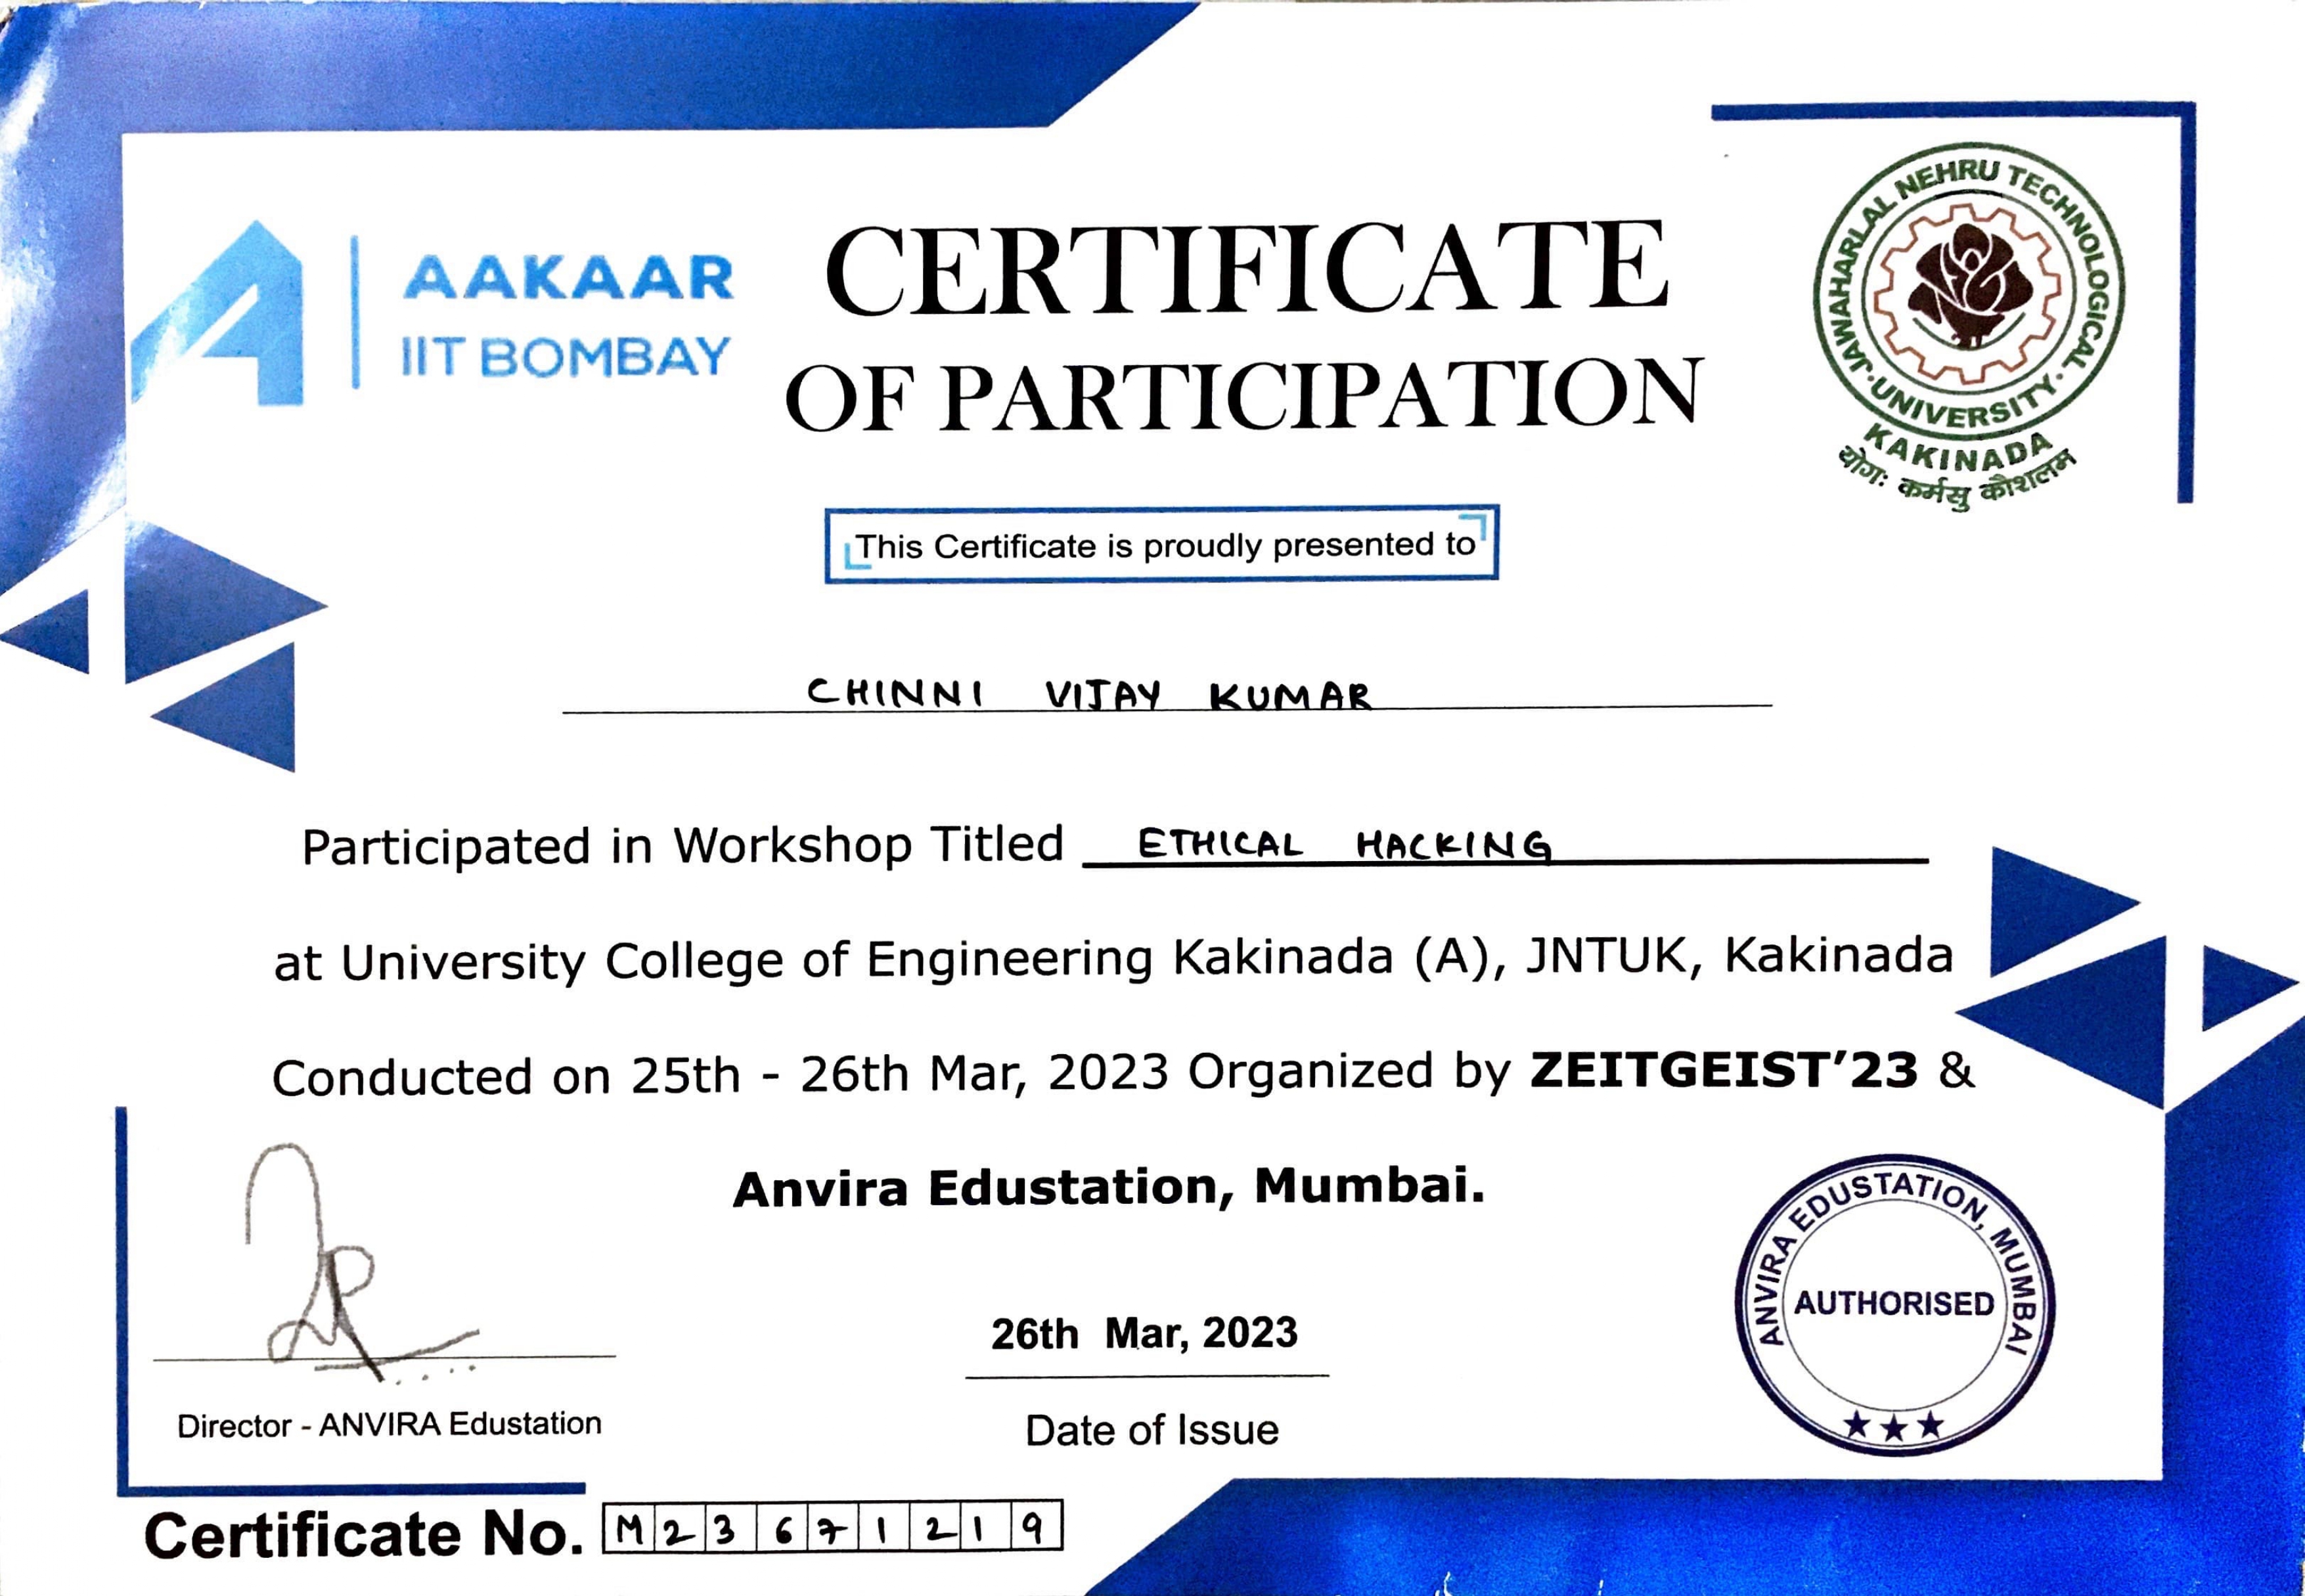 AAKAAR
IIT BOMBAY
CERTIFICATE
OF PARTICIPATION
JAWAHARLAL NEHRU TECHNOLOGICAL
·UNIVERSITY·
KAKINADA
योगः कर्मसु कौशलम
This Certificate is proudly presented to
CHINNI VIJAY KUMAR
Participated in Workshop Titled ETHICAL HACKING
at University College of Engineering Kakinada (A), JNTUK, Kakinada
Conducted on 25th - 26th Mar, 2023 Organized by ZEITGEIST’23 &
Anvira Edustation, Mumbai.
ANVIRA EDUSTATION, MUMBAI
AUTHORISED
26th Mar, 2023
Director - ANVIRA Edustation
Date of Issue
Certificate No. M23671219